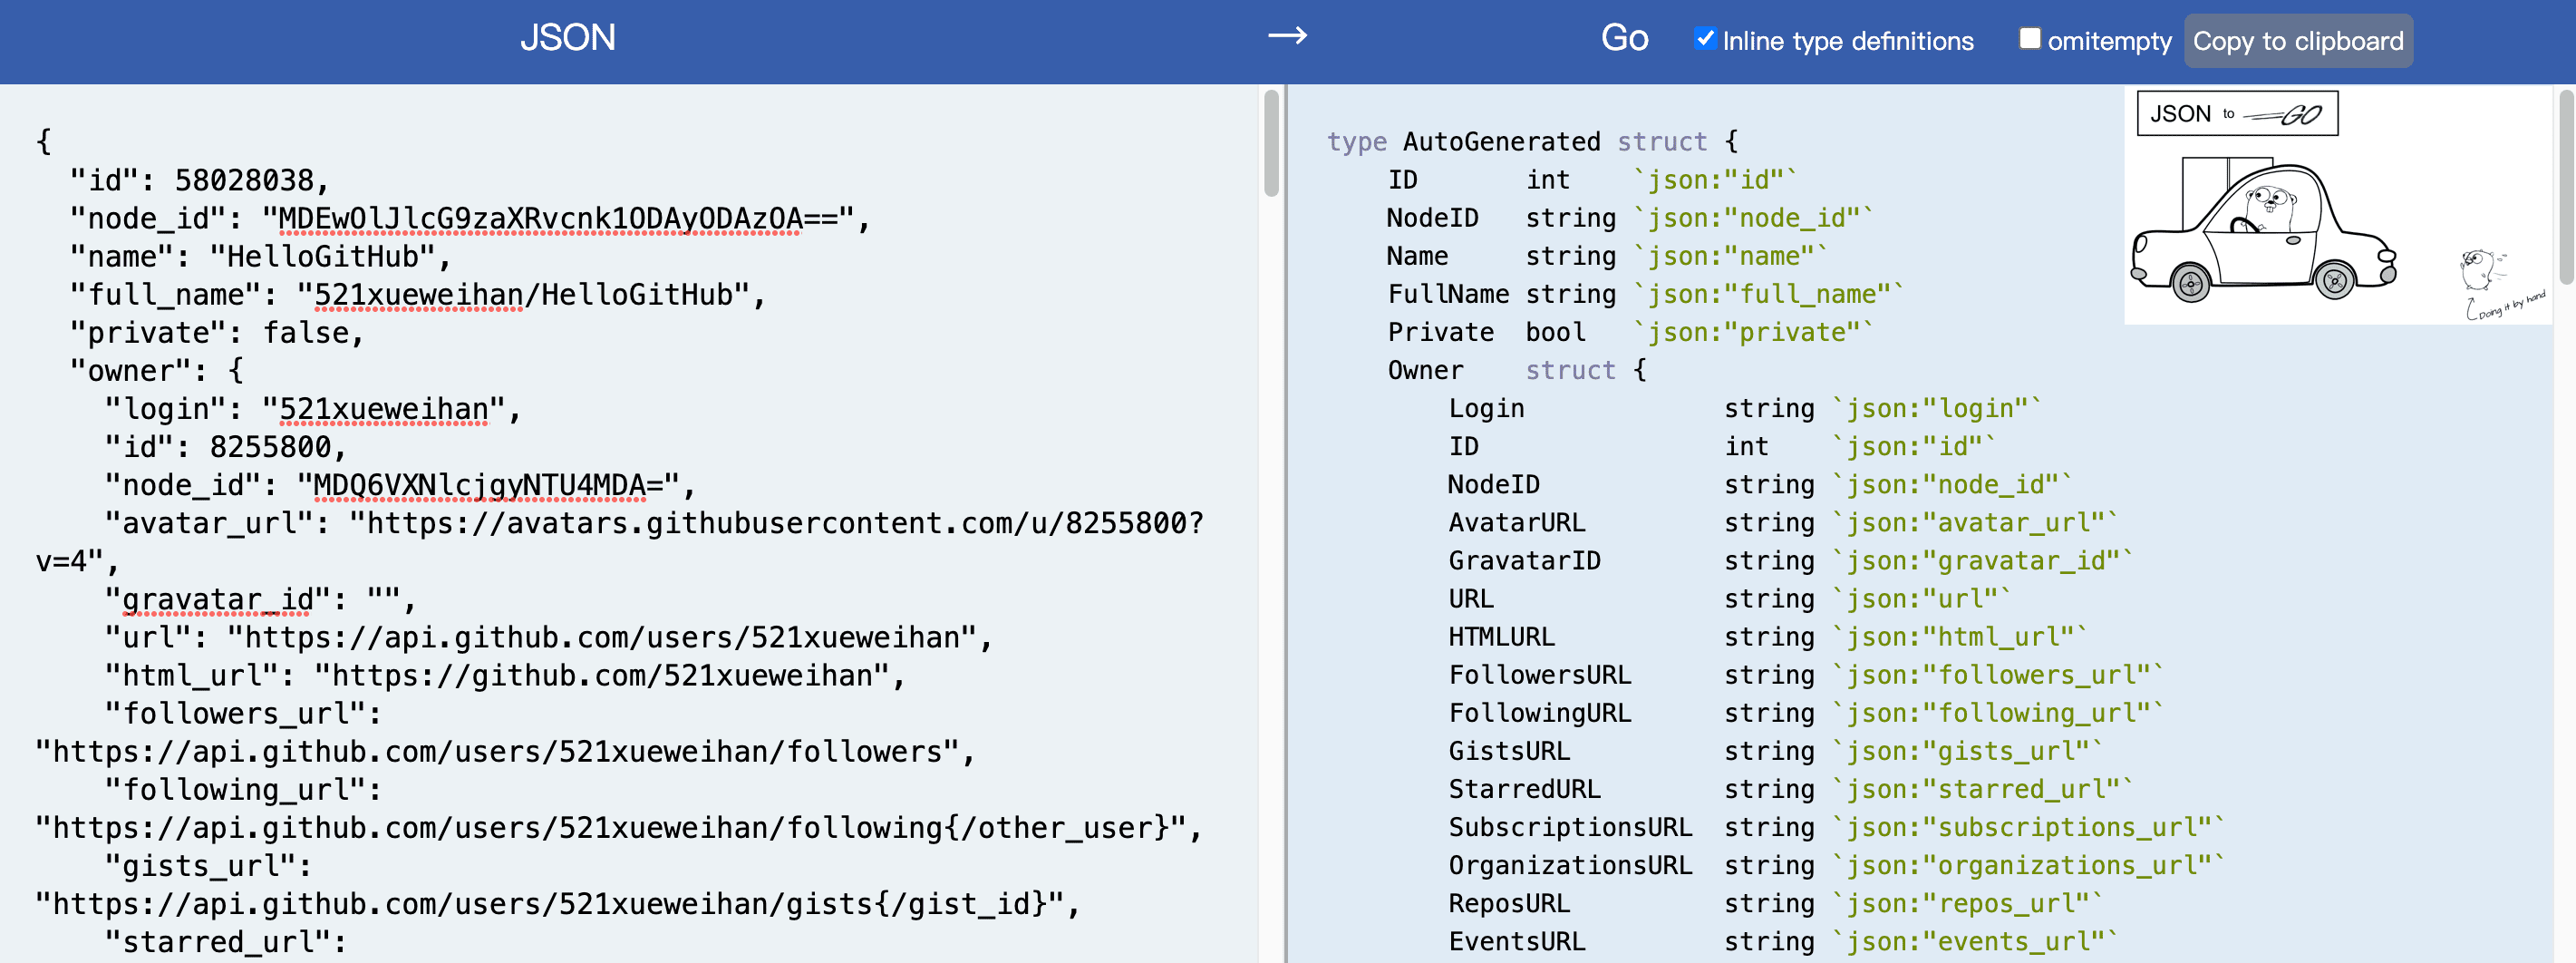 JSON → Go Inline type definitions omitempty Copy to clipboard
{
"id": 58028038,
"node_id": "MDEwOlJlcG9zaXRvcnk1ODAyODAzOA==",
"name": "HelloGitHub",
"full_name": "521xueweihan/HelloGitHub",
"private": false,
"owner": {
"login": "521xueweihan",
"id": 8255800,
"node_id": "MDQ6VXNlcjgyNTU4MDA=",
"avatar_url": "https://avatars.githubusercontent.com/u/8255800?
v=4",
"gravatar_id": "",
"url": "https://api.github.com/users/521xueweihan",
"html_url": "https://github.com/521xueweihan",
"followers_url":
"https://api.github.com/users/521xueweihan/followers",
"following_url":
"https://api.github.com/users/521xueweihan/following{/other_user}",
"gists_url":
"https://api.github.com/users/521xueweihan/gists{/gist_id}",
"starred_url":
type AutoGenerated struct {
ID int `json:"id"`
NodeID string `json:"node_id"`
Name string `json:"name"`
FullName string `json:"full_name"`
Private bool `json:"private"`
Owner struct {
Login string `json:"login"`
ID int `json:"id"`
NodeID string `json:"node_id"`
AvatarURL string `json:"avatar_url"`
GravatarID string `json:"gravatar_id"`
URL string `json:"url"`
HTMLURL string `json:"html_url"`
FollowersURL string `json:"followers_url"`
FollowingURL string `json:"following_url"`
GistsURL string `json:"gists_url"`
StarredURL string `json:"starred_url"`
SubscriptionsURL string `json:"subscriptions_url"`
OrganizationsURL string `json:"organizations_url"`
ReposURL string `json:"repos_url"`
EventsURL string `json:"events_url"`
JSON to GO
Doing it by hand